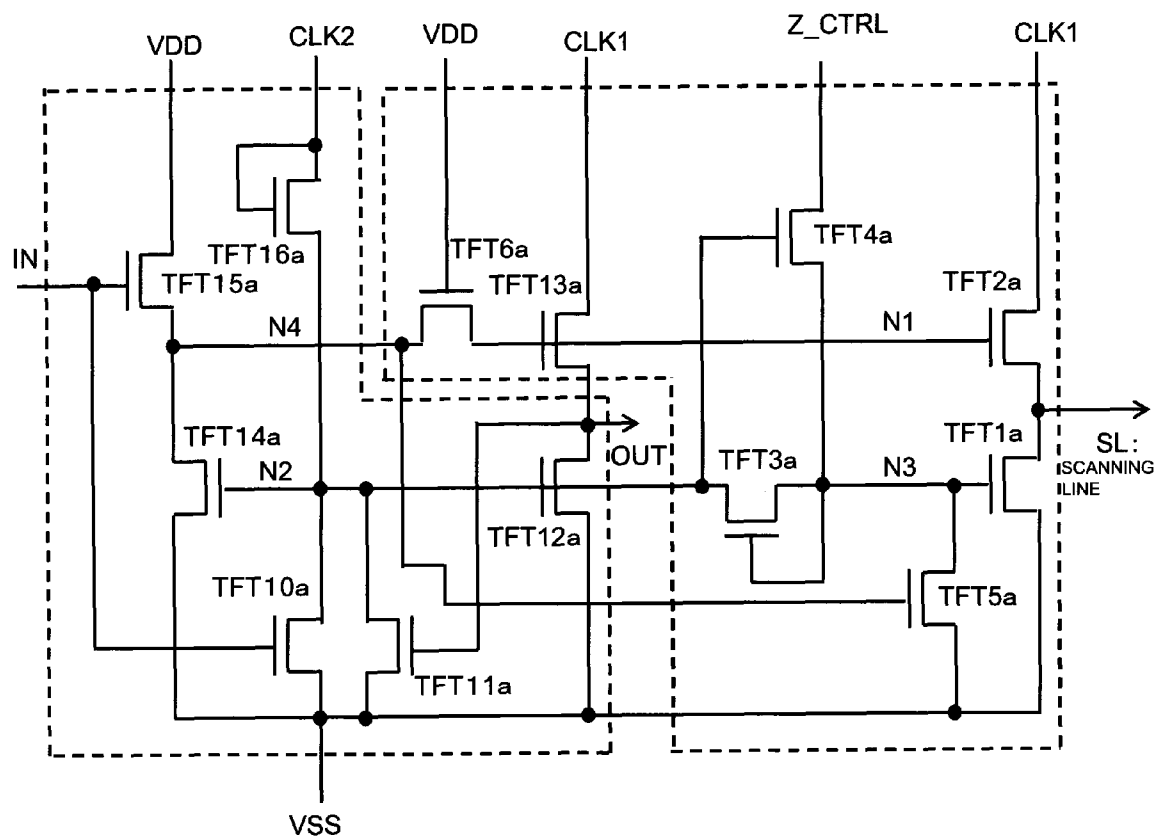 VDD
CLK2
VDD
CLK1
Z_CTRL
CLK1
IN
TFT16a
TFT15a
TFT6a
TFT13a
TFT4a
TFT2a
N4
N1
TFT14a
N2
OUT
TFT3a
N3
TFT1a
SL:
SCANNING
LINE
TFT12a
TFT10a
TFT5a
TFT11a
VSS